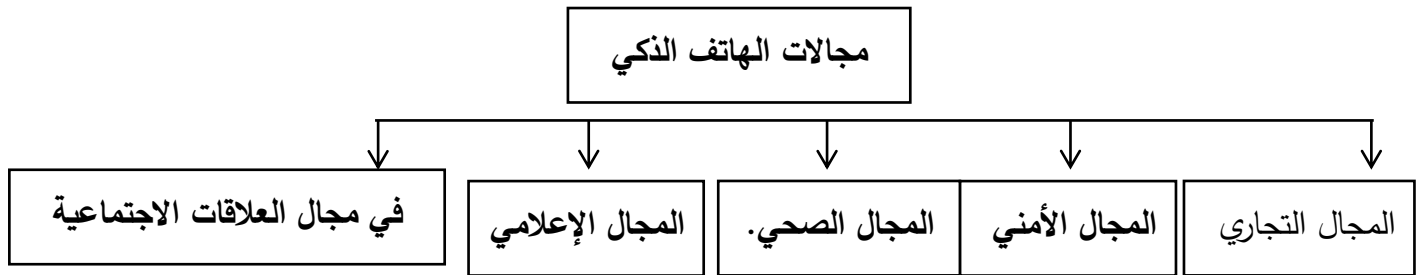 مجالات الهاتف الذكي
المجال التجاري
المجال الأمني
المجال الصحي.
المجال الإعلامي
في مجال العلاقات الاجتماعية